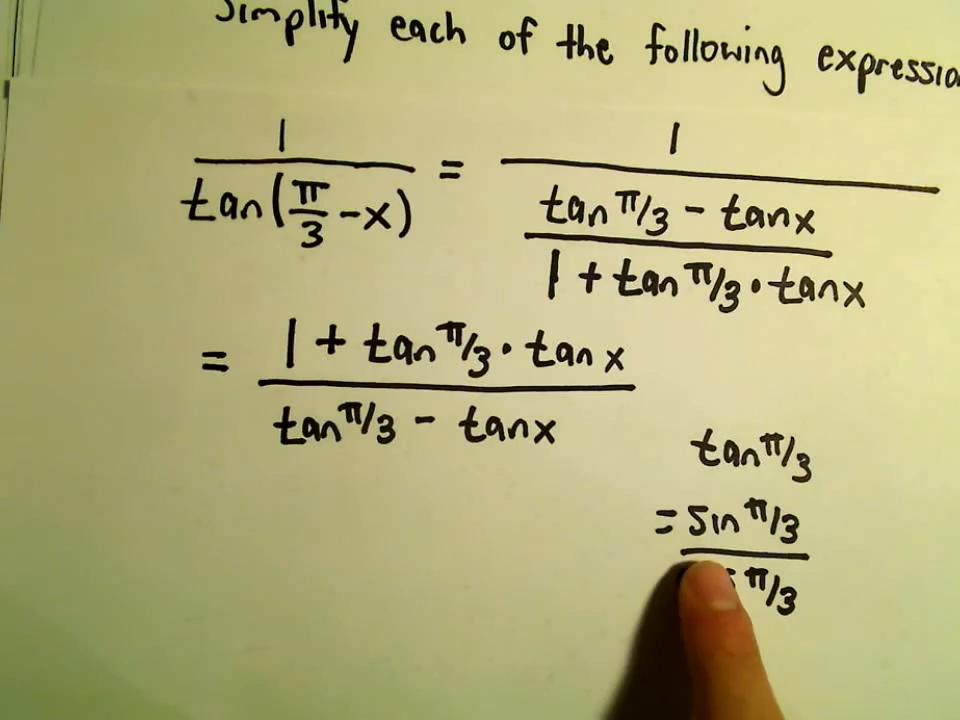 Simplify each of the following
1 / tan(π/3 - x) = 1 / ((tan π/3 - tan x) / (1 + tan π/3 · tan x))
= (1 + tan π/3 · tan x) / (tan π/3 - tan x)
tan π/3
= sin π/3
π/3